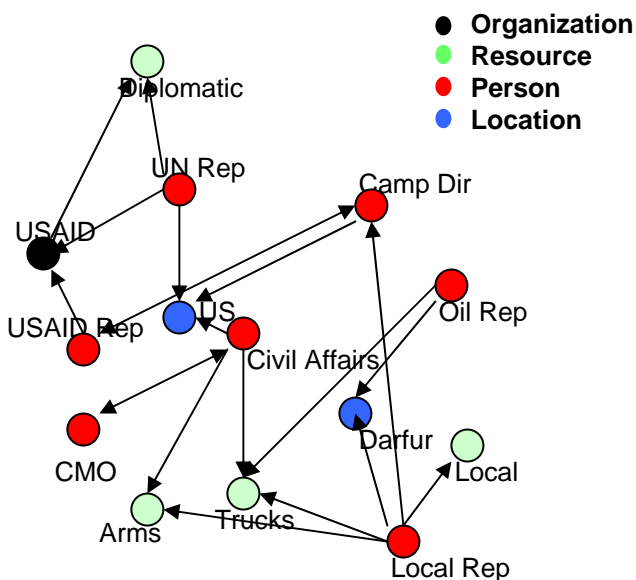 Organization
Resource
Person
Location
Diplomatic
UN Rep
Camp Dir
USAID
US
Oil Rep
USAID Rep
Civil Affairs
Darfur
CMO
Local
Arms
Trucks
Local Rep